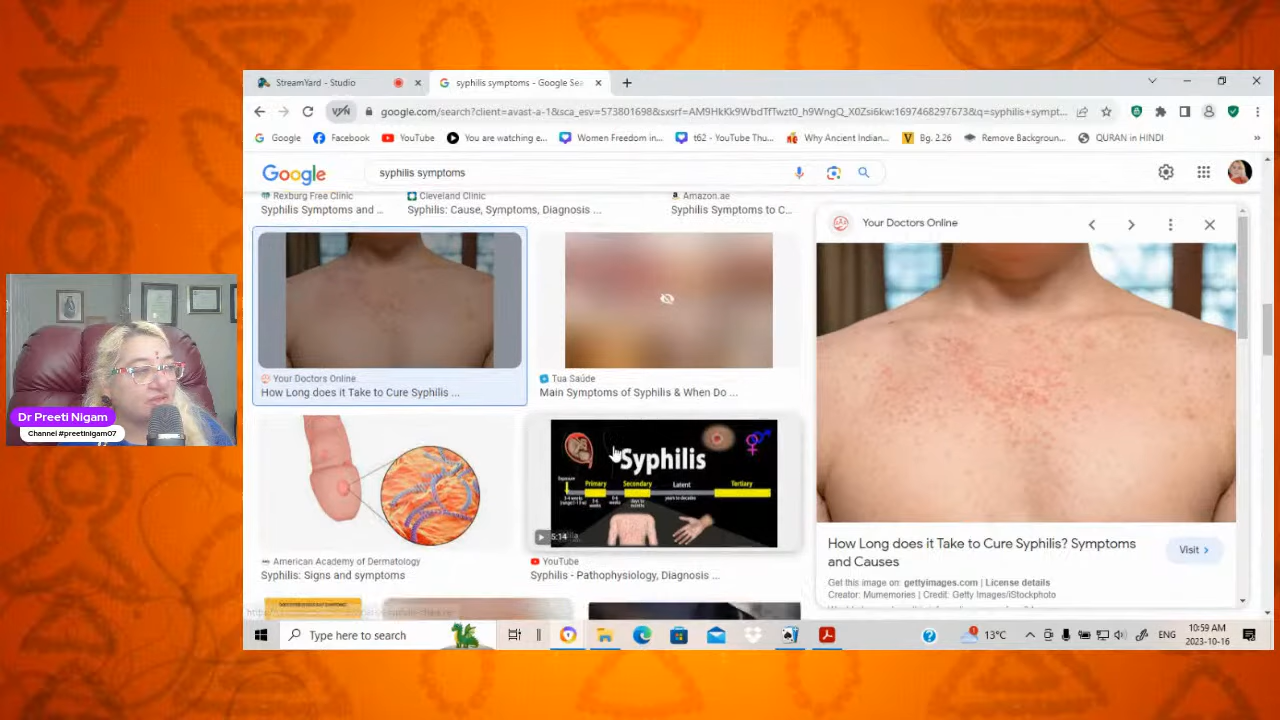 StreamYard - Studio
syphilis symptoms - Google Sea
google.com/search?client=avast-a-1&sca_esv=573801698&sxsrf=AM9HkKk9WbdTfTwzt0_h9WngQ_X0Zsi6kw:1697468297673&q=syphilis+sympt...
Google
Facebook
YouTube
You are watching e...
Women Freedom in...
t62 - YouTube Thu...
Why Ancient Indian...
Bg. 2.26
Remove Backgroun...
QURAN in HINDI
Google
syphilis symptoms
Rexburg Free Clinic
Syphilis Symptoms and ...
Cleveland Clinic
Syphilis: Cause, Symptoms, Diagnosis ...
Amazon.ae
Syphilis Symptoms to C...
Your Doctors Online
How Long does it Take to Cure Syphilis ...
Tua Saúde
Main Symptoms of Syphilis & When Do ...
Syphilis
Primary
Secondary
Latent
Tertiary
years to decades
5:14
American Academy of Dermatology
Syphilis: Signs and symptoms
YouTube
Syphilis - Pathophysiology, Diagnosis ...
Your Doctors Online
How Long does it Take to Cure Syphilis? Symptoms
and Causes
Visit
Get this image on: gettyimages.com | License details
Creator: Mumemories | Credit: Getty Images/iStockphoto
Dr Preeti Nigam
Channel #preetinigam07
Type here to search
13°C
ENG
10:59 AM
2023-10-16